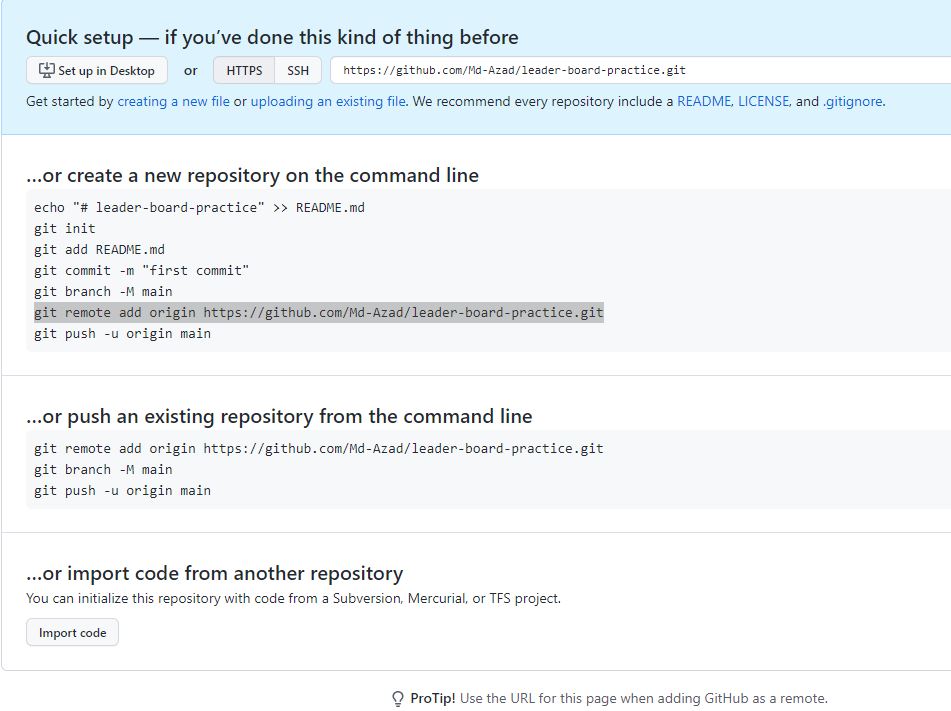 Quick setup — if you’ve done this kind of thing before
Set up in Desktop or HTTPS SSH https://github.com/Md-Azad/leader-board-practice.git
Get started by creating a new file or uploading an existing file. We recommend every repository include a README, LICENSE, and .gitignore.
…or create a new repository on the command line
echo "# leader-board-practice" >> README.md
git init
git add README.md
git commit -m "first commit"
git branch -M main
git remote add origin https://github.com/Md-Azad/leader-board-practice.git
git push -u origin main
…or push an existing repository from the command line
git remote add origin https://github.com/Md-Azad/leader-board-practice.git
git branch -M main
git push -u origin main
…or import code from another repository
You can initialize this repository with code from a Subversion, Mercurial, or TFS project.
Import code
ProTip! Use the URL for this page when adding GitHub as a remote.